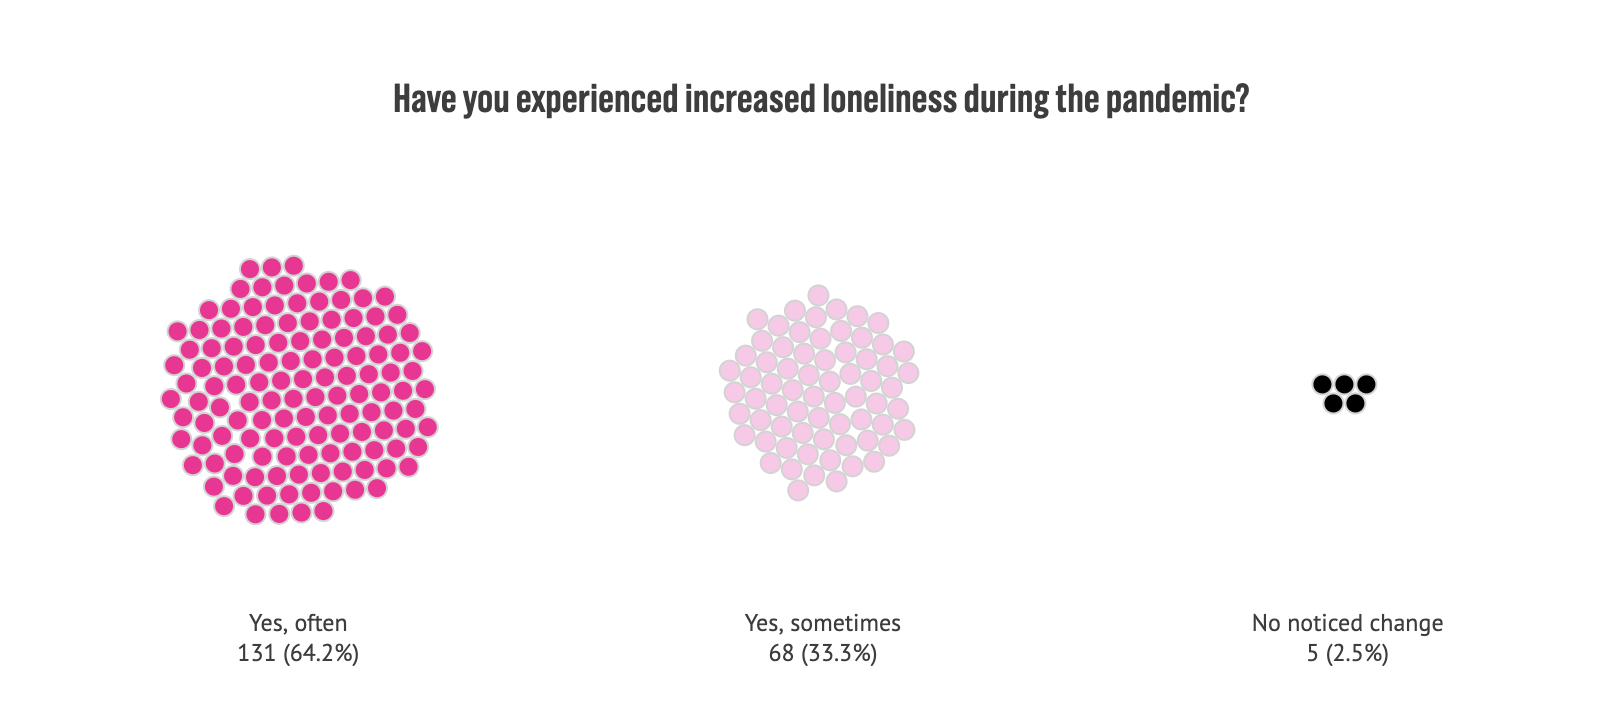 Have you experienced increased loneliness during the pandemic?
Yes, often
131 (64.2%)
Yes, sometimes
68 (33.3%)
No noticed change
5 (2.5%)